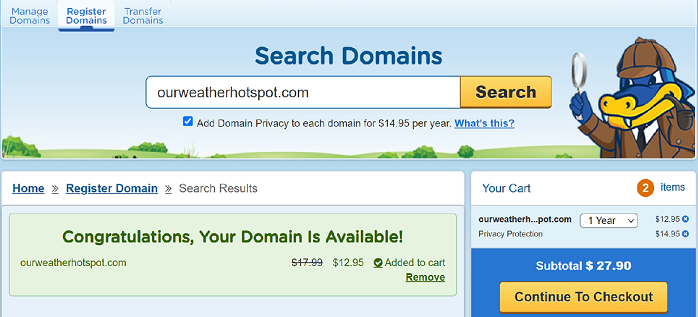 Manage Domains
Register Domains
Transfer Domains
Search Domains
ourweatherhotspot.com
Search
Add Domain Privacy to each domain for $14.95 per year. What's this?
Home » Register Domain » Search Results
Congratulations, Your Domain Is Available!
ourweatherhotspot.com $17.99 $12.95 Added to cart
Remove
Your Cart 2 items
ourweatherh...pot.com 1 Year $12.95
Privacy Protection $14.95
Subtotal $ 27.90
Continue To Checkout